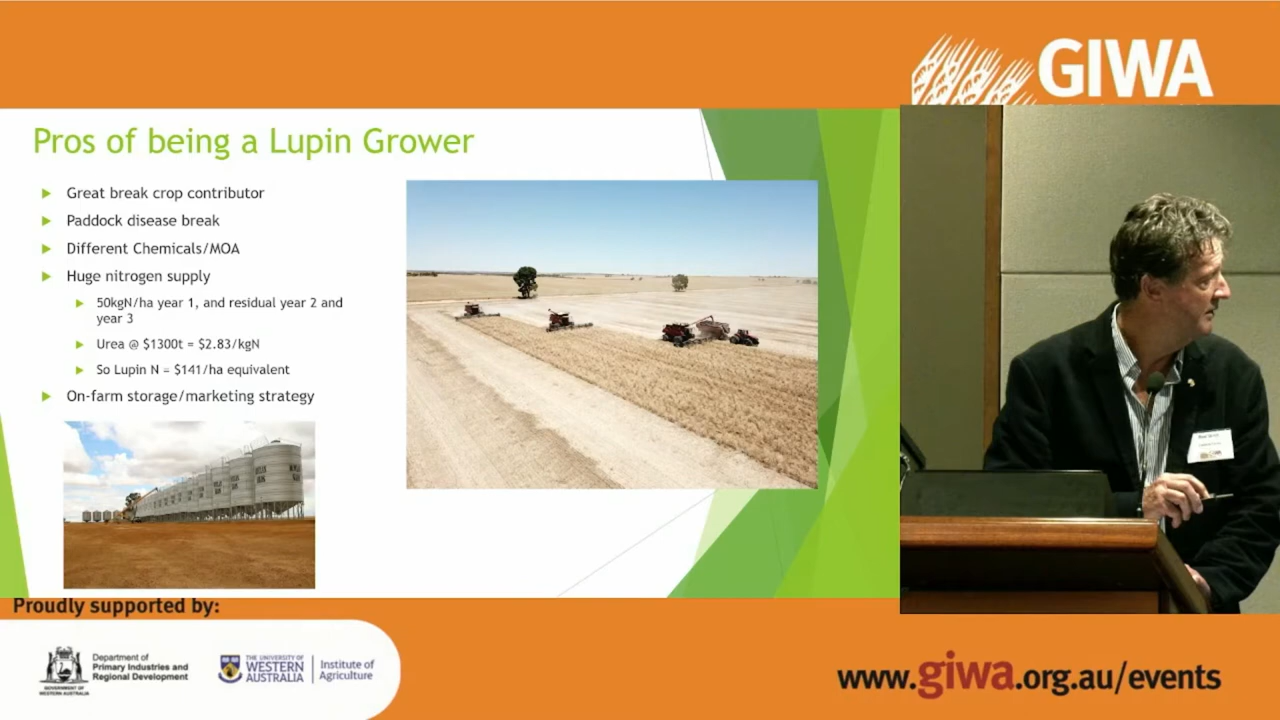 GIWA
Pros of being a Lupin Grower
Great break crop contributor
Paddock disease break
Different Chemicals/MOA
Huge nitrogen supply
50kgN/ha year 1, and residual year 2 and
year 3
Urea @ $1300t = $2.83/kgN
So Lupin N = $141/ha equivalent
On-farm storage/marketing strategy
Proudly supported by:
GOVERNMENT OF
WESTERN AUSTRALIA
Department of
Primary Industries and
Regional Development
THE UNIVERSITY OF
WESTERN
AUSTRALIA
Institute of
Agriculture
www.giwa.org.au/events